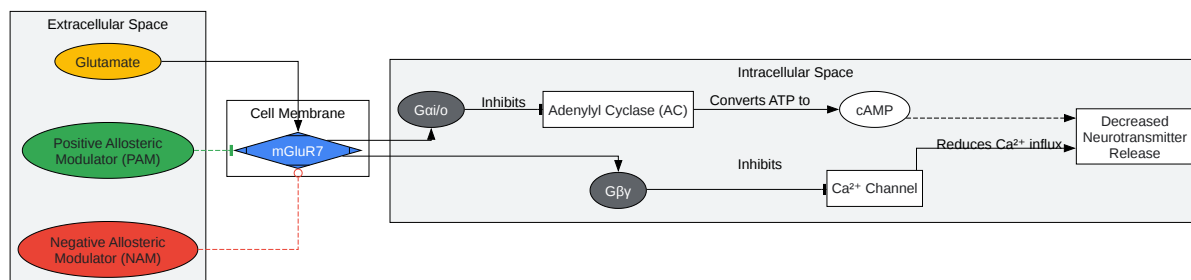 Extracellular Space
Glutamate
Positive Allosteric
Modulator (PAM)
Negative Allosteric
Modulator (NAM)
Cell Membrane
mGluR7
Intracellular Space
Gαi/o
Inhibits
Adenylyl Cyclase (AC)
Converts ATP to
cAMP
Gβγ
Inhibits
Ca²⁺ Channel
Reduces Ca²⁺ influx
Decreased
Neurotransmitter
Release